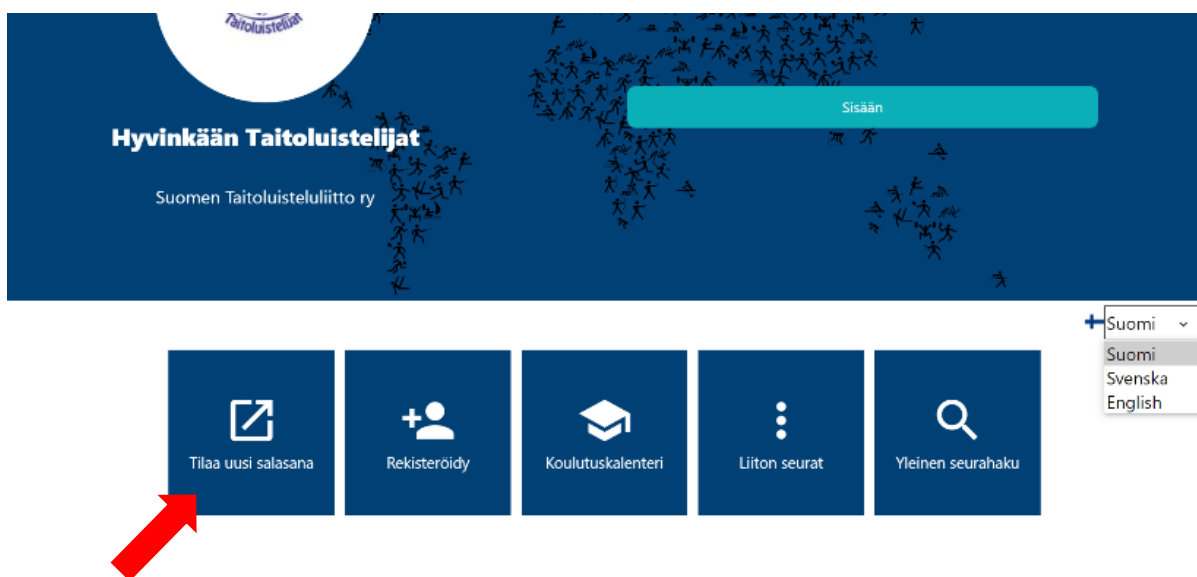 Taitoluistelijat
Sisään
Hyvinkään Taitoluistelijat
Suomen Taitoluisteluliitto ry
Suomi
Suomi
Svenska
English
Tilaa uusi salasana
Rekisteröidy
Koulutuskalenteri
Liiton seurat
Yleinen seurahaku